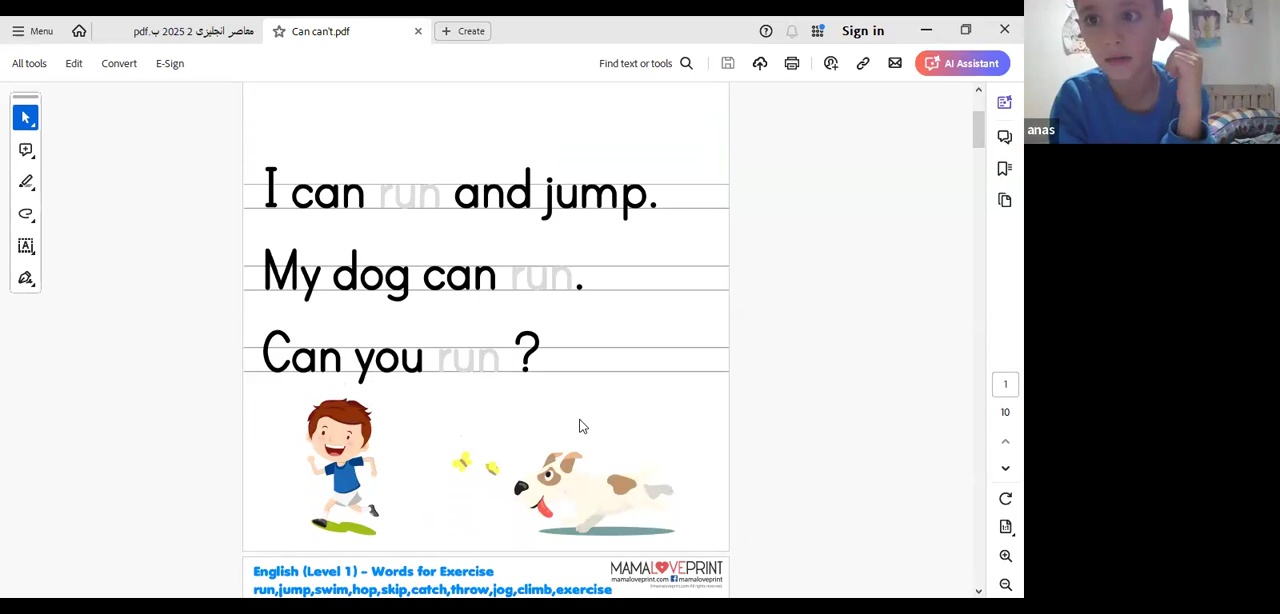 Menu
معاصر انجليزى 2 2025 ب.pdf
Can can't.pdf
Create
Sign in
All tools
Edit
Convert
E-Sign
Find text or tools
AI Assistant
anas
I can run and jump.
My dog can run.
Can you run ?
1
10
English (Level 1) – Words for Exercise
run,jump,swim,hop,skip,catch,throw,jog,climb,exercise
MAMALOVEPRINT
mamaloveprint.com mamaloveprint